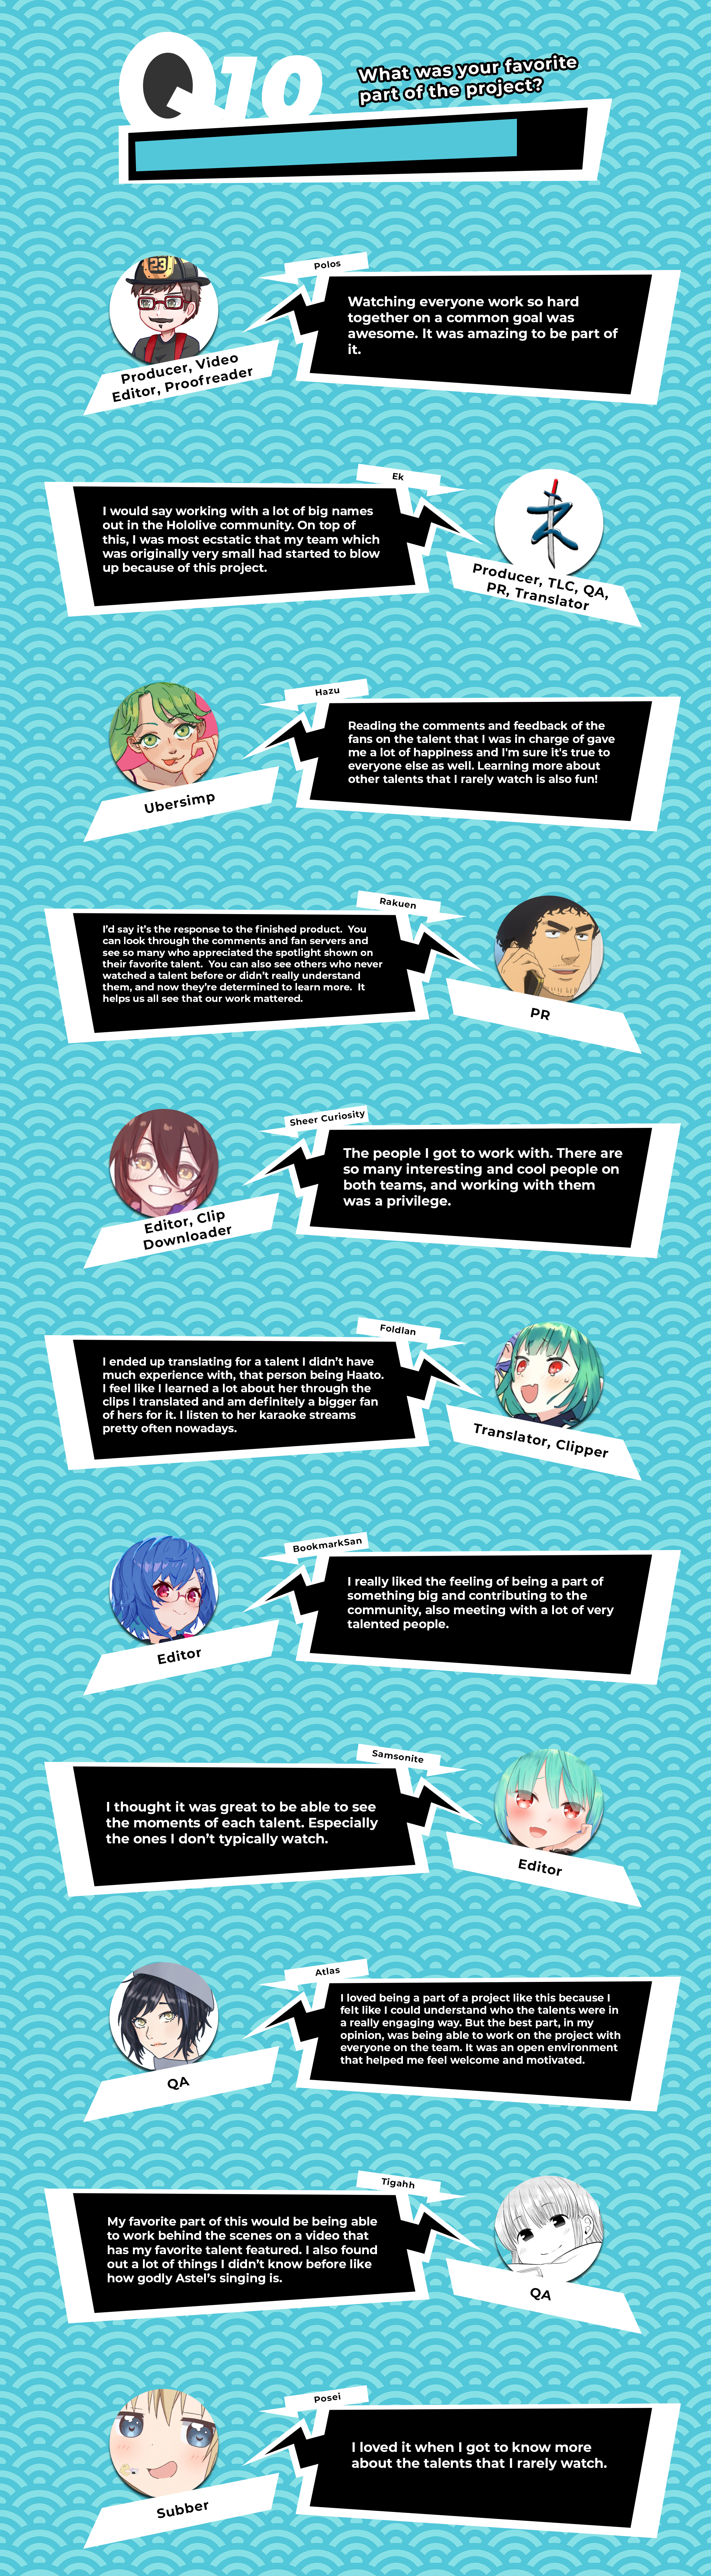 Q10
What was your favorite
part of the project?
23
Polos
Watching everyone work so hard
together on a common goal was
awesome. It was amazing to be part of
it.
Producer, Video
Editor, Proofreader
Ek
I would say working with a lot of big names
out in the Hololive community. On top of
this, I was most ecstatic that my team which
was originally very small had started to blow
up because of this project.
Producer, TLC, QA,
PR, Translator
Hazu
Reading the comments and feedback of the
fans on the talent that I was in charge of gave
me a lot of happiness and I'm sure it's true to
everyone else as well. Learning more about
other talents that I rarely watch is also fun!
Ubersimp
Rakuen
I'd say it's the response to the finished product.  You
can look through the comments and fan servers and
see so many who appreciated the spotlight shown on
their favorite talent.  You can also see others who never
watched a talent before or didn't really understand
them, and now they're determined to learn more.  It
helps us all see that our work mattered.
PR
Sheer Curiosity
The people I got to work with. There are
so many interesting and cool people on
both teams, and working with them
was a privilege.
Editor, Clip
Downloader
Foldlan
I ended up translating for a talent I didn't have
much experience with, that person being Haato.
I feel like I learned a lot about her through the
clips I translated and am definitely a bigger fan
of hers for it. I listen to her karaoke streams
pretty often nowadays.
Translator, Clipper
BookmarkSan
I really liked the feeling of being a part of
something big and contributing to the
community, also meeting with a lot of very
talented people.
Editor
Samsonite
I thought it was great to be able to see
the moments of each talent. Especially
the ones I don't typically watch.
Editor
Atlas
I loved being a part of a project like this because I
felt like I could understand who the talents were in
a really engaging way. But the best part, in my
opinion, was being able to work on the project with
everyone on the team. It was an open environment
that helped me feel welcome and motivated.
QA
Tigahh
My favorite part of this would be being able
to work behind the scenes on a video that
has my favorite talent featured. I also found
out a lot of things I didn't know before like
how godly Astel's singing is.
QA
Posei
I loved it when I got to know more
about the talents that I rarely watch.
Subber